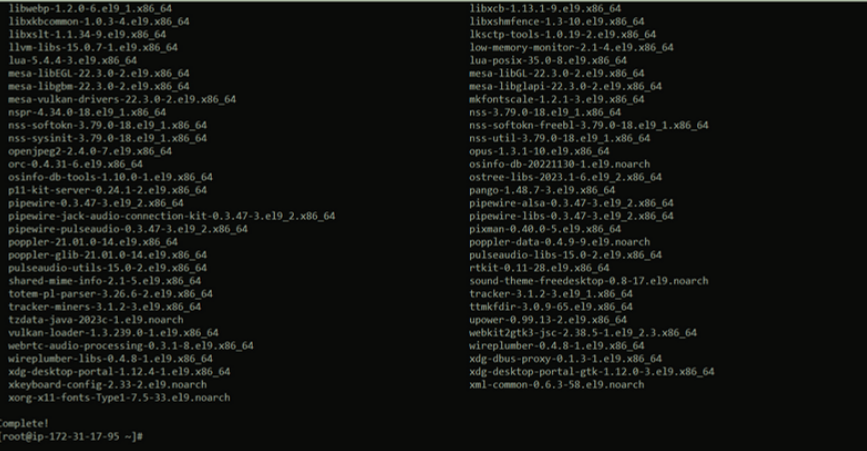 libwebp-1.2.0-6.el9_1.x86_64 libxcb-1.13.1-9.el9.x86_64
libxkbcommon-1.0.3-4.el9.x86_64 libxshmfence-1.3-10.el9.x86_64
libxslt-1.1.34-9.el9.x86_64 lksctp-tools-1.0.19-2.el9.x86_64
llvm-libs-15.0.7-1.el9.x86_64 low-memory-monitor-2.1-4.el9.x86_64
lua-5.4.4-3.el9.x86_64 lua-posix-35.0-8.el9.x86_64
mesa-libEGL-22.3.0-2.el9.x86_64 mesa-libGL-22.3.0-2.el9.x86_64
mesa-libgbm-22.3.0-2.el9.x86_64 mesa-libglapi-22.3.0-2.el9.x86_64
mesa-vulkan-drivers-22.3.0-2.el9.x86_64 mkfontscale-1.2.1-3.el9.x86_64
nspr-4.34.0-18.el9_1.x86_64 nss-3.79.0-18.el9_1.x86_64
nss-softokn-3.79.0-18.el9_1.x86_64 nss-softokn-freebl-3.79.0-18.el9_1.x86_64
nss-sysinit-3.79.0-18.el9_1.x86_64 nss-util-3.79.0-18.el9_1.x86_64
openjpeg2-2.4.0-7.el9.x86_64 opus-1.3.1-10.el9.x86_64
orc-0.4.31-6.el9.x86_64 osinfo-db-20221130-1.el9.noarch
osinfo-db-tools-1.10.0-1.el9.x86_64 ostree-libs-2023.1-6.el9_2.x86_64
p11-kit-server-0.24.1-2.el9.x86_64 pango-1.48.7-3.el9.x86_64
pipewire-0.3.47-3.el9_2.x86_64 pipewire-alsa-0.3.47-3.el9_2.x86_64
pipewire-jack-audio-connection-kit-0.3.47-3.el9_2.x86_64 pipewire-libs-0.3.47-3.el9_2.x86_64
pipewire-pulseaudio-0.3.47-3.el9_2.x86_64 pixman-0.40.0-5.el9.x86_64
poppler-21.01.0-14.el9.x86_64 poppler-data-0.4.9-9.el9.noarch
poppler-glib-21.01.0-14.el9.x86_64 pulseaudio-libs-15.0-2.el9.x86_64
pulseaudio-utils-15.0-2.el9.x86_64 rtkit-0.11-28.el9.x86_64
shared-mime-info-2.1-5.el9.x86_64 sound-theme-freedesktop-0.8-17.el9.noarch
totem-pl-parser-3.26.6-2.el9.x86_64 tracker-3.1.2-3.el9_1.x86_64
tracker-miners-3.1.2-3.el9.x86_64 ttmkfdir-3.0.9-65.el9.x86_64
tzdata-java-2023c-1.el9.noarch upower-0.99.13-2.el9.x86_64
vulkan-loader-1.3.239.0-1.el9.x86_64 webkit2gtk3-jsc-2.38.5-1.el9_2.3.x86_64
webrtc-audio-processing-0.3.1-8.el9.x86_64 wireplumber-0.4.8-1.el9.x86_64
wireplumber-libs-0.4.8-1.el9.x86_64 xdg-dbus-proxy-0.1.3-1.el9.x86_64
xdg-desktop-portal-1.12.4-1.el9.x86_64 xdg-desktop-portal-gtk-1.12.0-3.el9.x86_64
xkeyboard-config-2.33-2.el9.noarch xml-common-0.6.3-58.el9.noarch
xorg-x11-fonts-Type1-7.5-33.el9.noarch
Complete!
[root@ip-172-31-17-95 ~]#